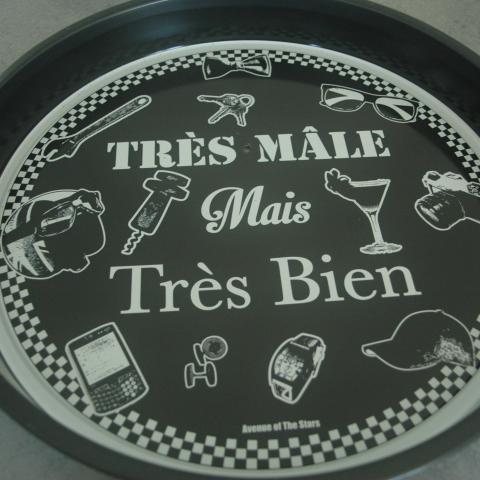 TRÈS MÂLE
Mais
Très Bien
Avenue of The Stars